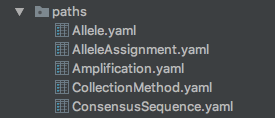 paths
Allele.yaml
AlleleAssignment.yaml
Amplification.yaml
CollectionMethod.yaml
ConsensusSequence.yaml